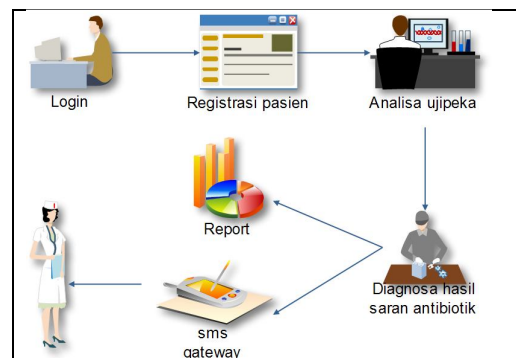 Login
Registrasi pasien
Analisa ujipeka
Report
Diagnosa hasil
saran antibiotik
sms
gateway